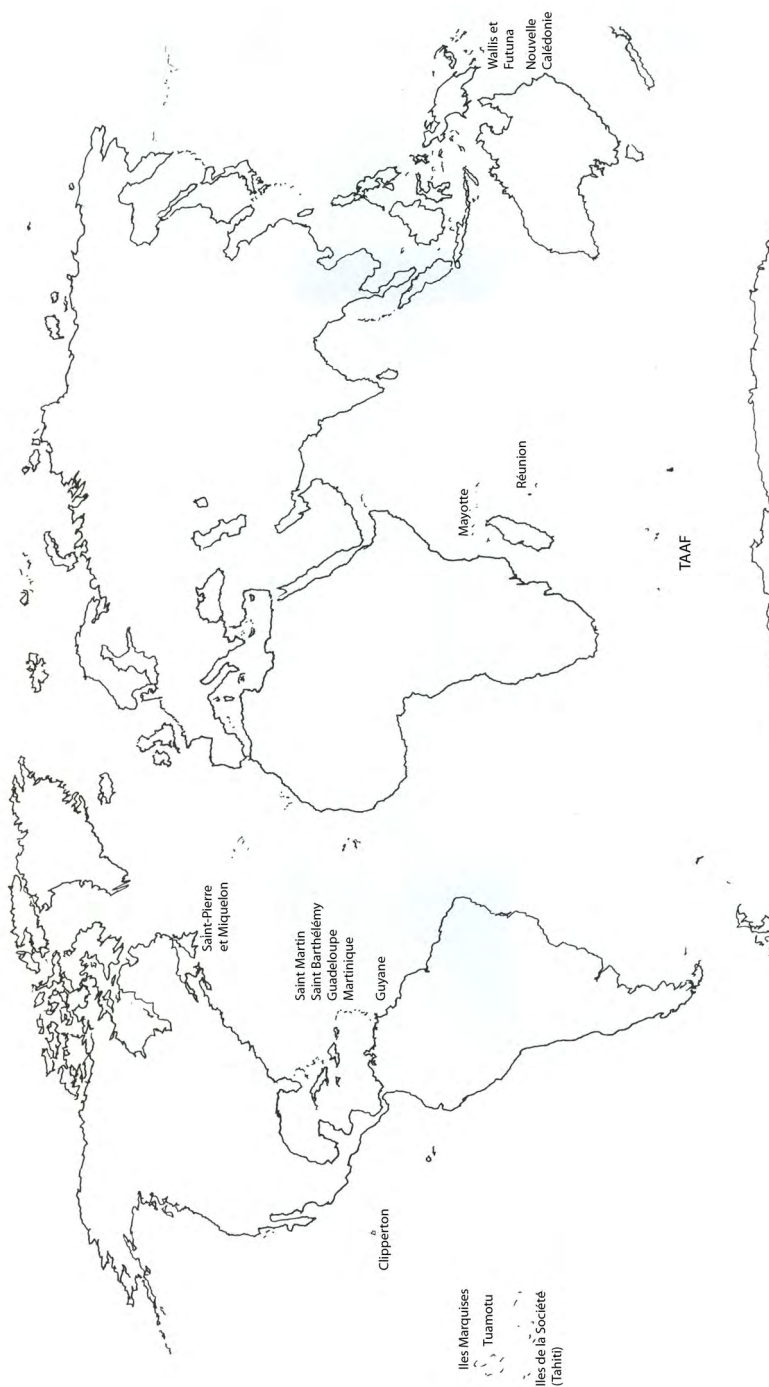 Saint-Pierre
et Miquelon
Saint Martin
Saint Barthélémy
Guadeloupe
Martinique
Guyane
Clipperton
Iles Marquises
Tuamotu
Iles de la Société
(Tahiti)
Mayotte
Réunion
TAAF
Wallis et
Futuna
Nouvelle
Calédonie